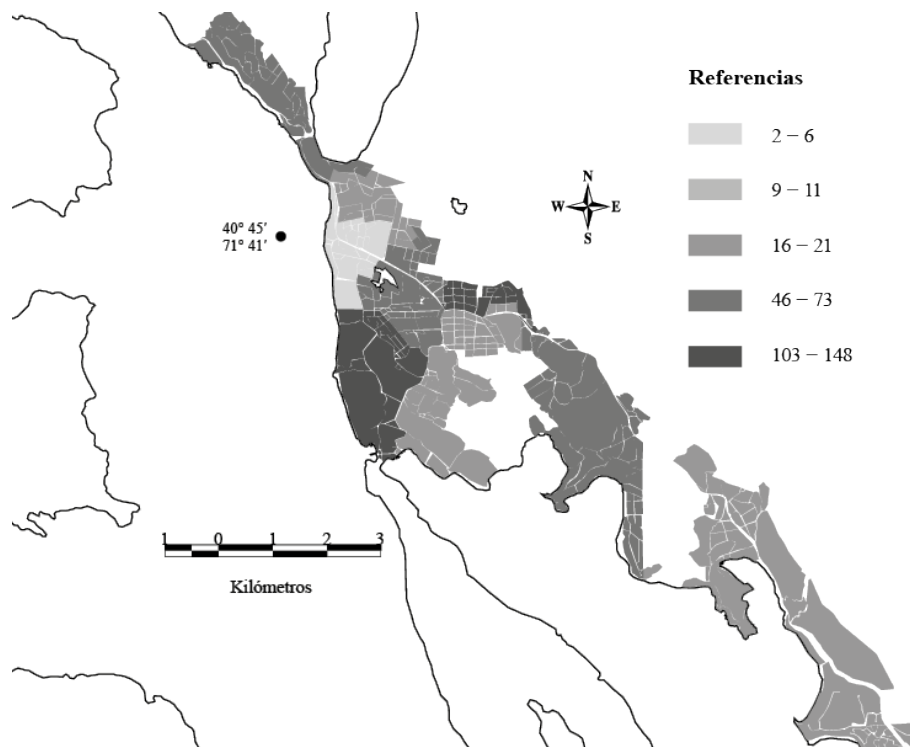 Referencias
2 – 6
9 – 11
16 – 21
46 – 73
103 – 148
N
W E
S
40° 45'
71° 41'
1 0 1 2 3
Kilómetros